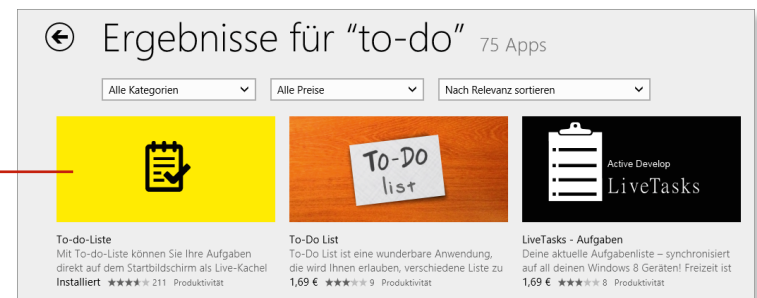 Ergebnisse für "to-do" 75 Apps
Alle Kategorien
Alle Preise
Nach Relevanz sortieren
To-Do
list
Active Develop
LiveTasks
To-do-Liste
Mit To-do-Liste können Sie Ihre Aufgaben
direkt auf dem Startbildschirm als Live-Kachel
Installiert 211 Produktivität
To-Do List
To-Do List ist eine wunderbare Anwendung,
die wird Ihnen erlauben, verschiedene Liste zu
1,69 € 9 Produktivität
LiveTasks - Aufgaben
Deine aktuelle Aufgabenliste – synchronisiert
auf all deinen Windows 8 Geräten! Freizeit ist
1,69 € 8 Produktivität